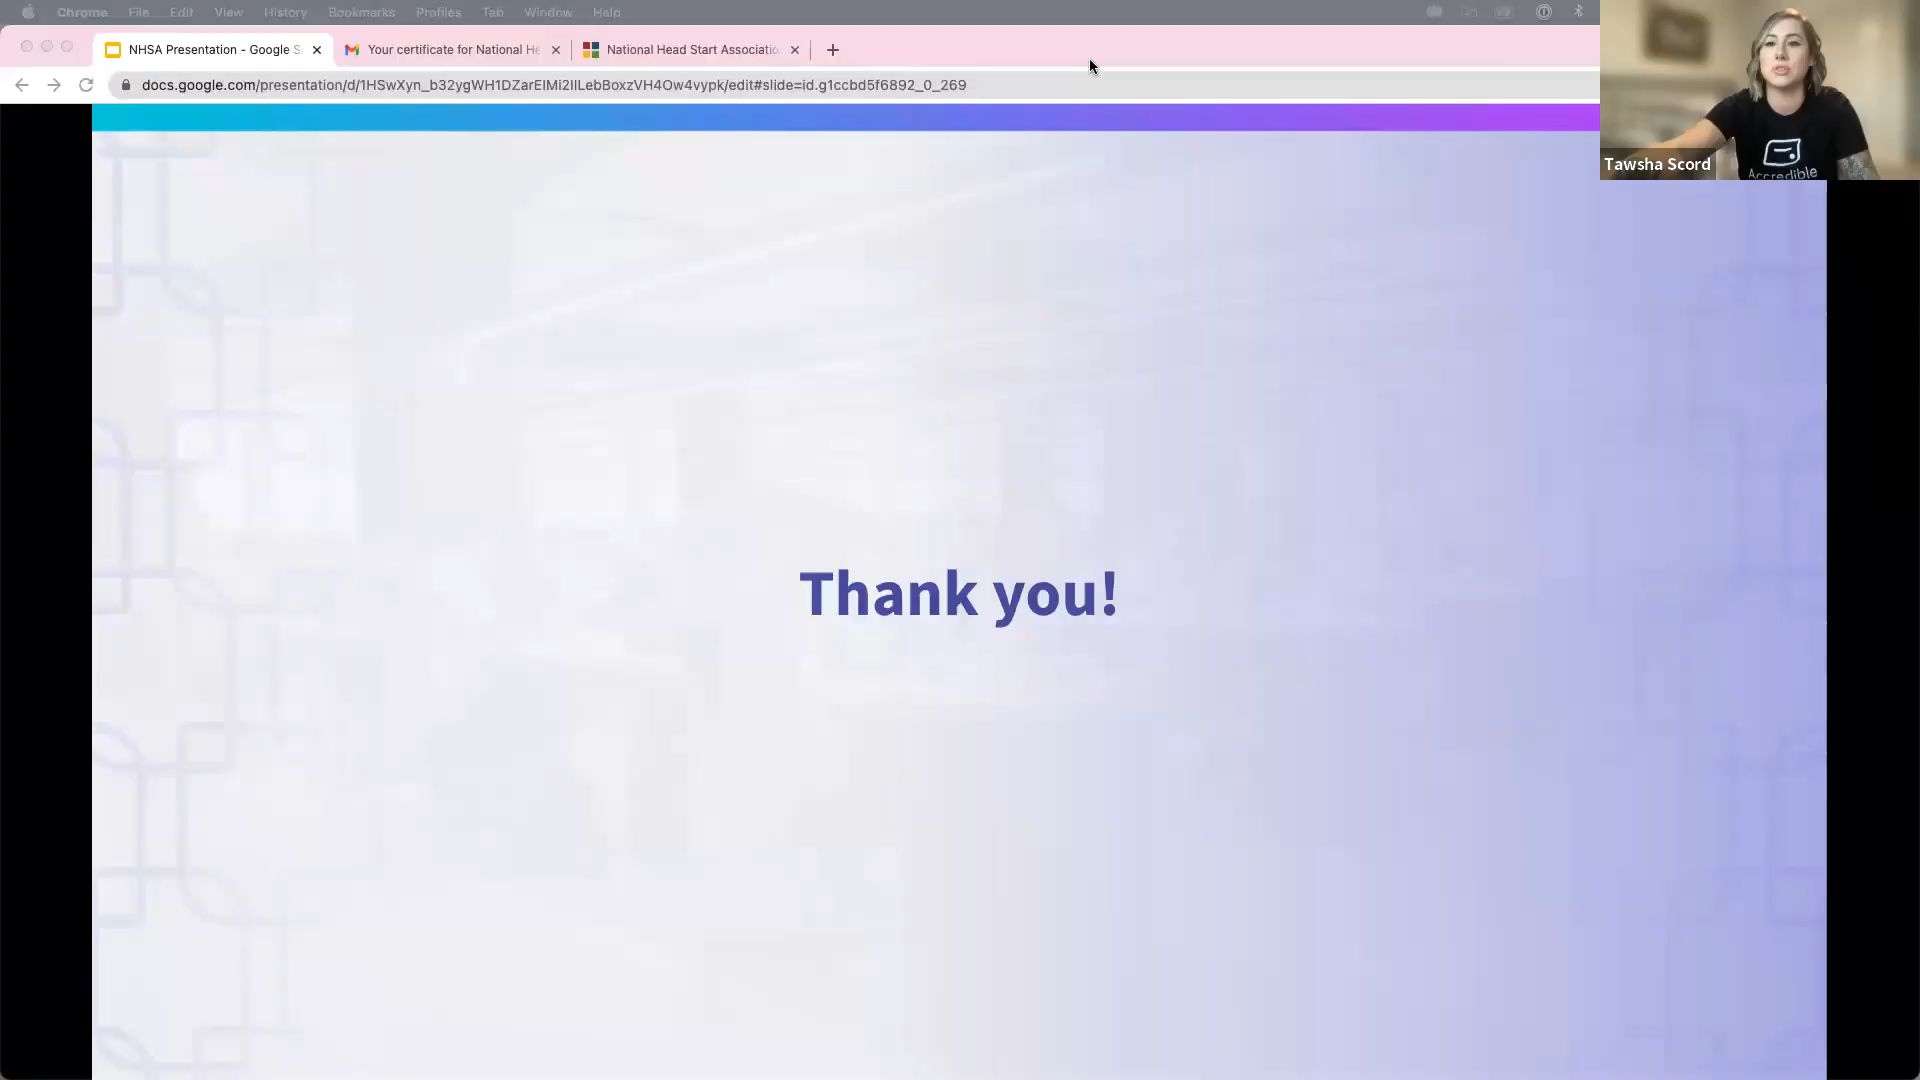 Chrome File Edit View History Bookmarks Profiles Tab Window Help
NHSA Presentation - Google S
Your certificate for National He
National Head Start Associatio
docs.google.com/presentation/d/1HSwXyn_b32ygWH1DZarEIMi2IlLebBoxzVH4Ow4vypk/edit#slide=id.g1ccbd5f6892_0_269
Accredible
Tawsha Scord
Thank you!